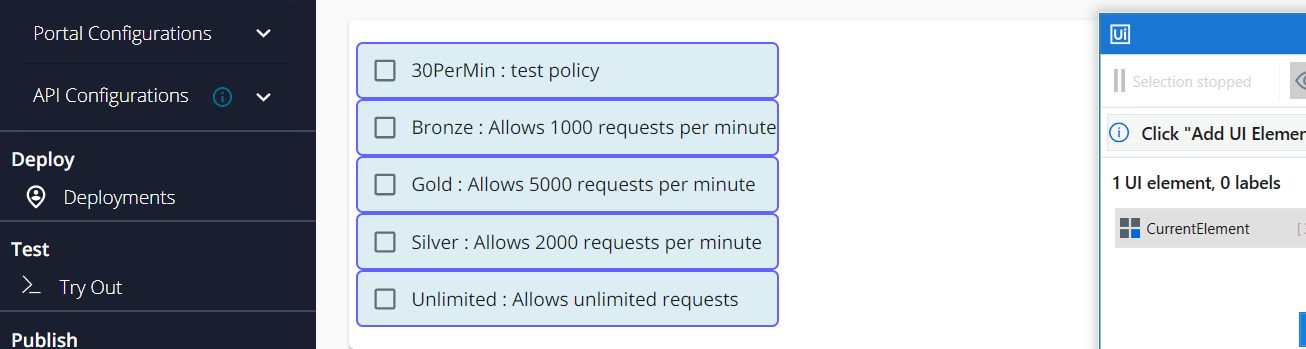 Portal Configurations
API Configurations
Deploy
Deployments
Test
Try Out
Publish
30PerMin : test policy
Bronze : Allows 1000 requests per minute
Gold : Allows 5000 requests per minute
Silver : Allows 2000 requests per minute
Unlimited : Allows unlimited requests
Ui
Selection stopped
Click "Add UI Elemen
1 UI element, 0 labels
CurrentElement